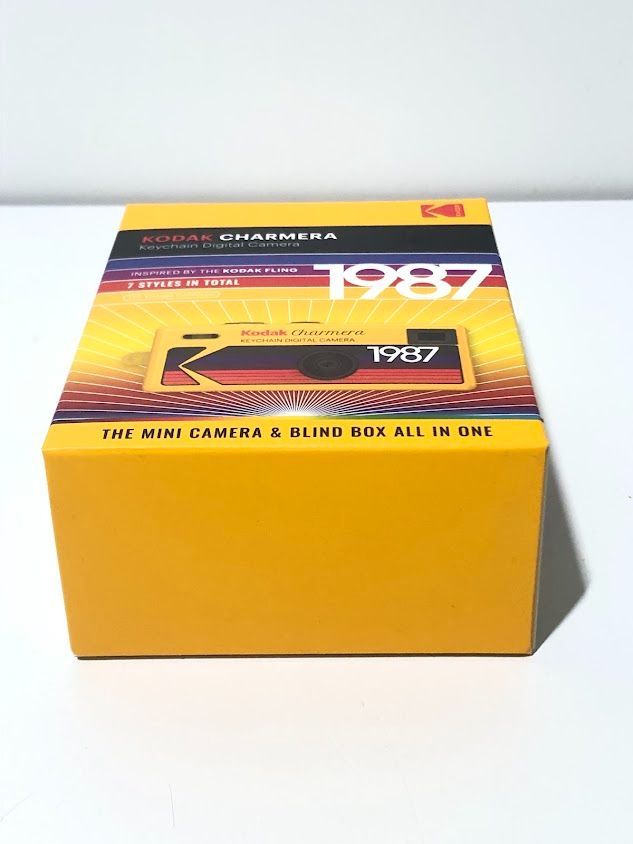 KODAK CHARMERA
Keychain Digital Camera
INSPIRED BY THE KODAK FLING
1987
7 STYLES IN TOTAL
Kodak Charmera
KEYCHAIN DIGITAL CAMERA
1987
THE MINI CAMERA & BLIND BOX ALL IN ONE